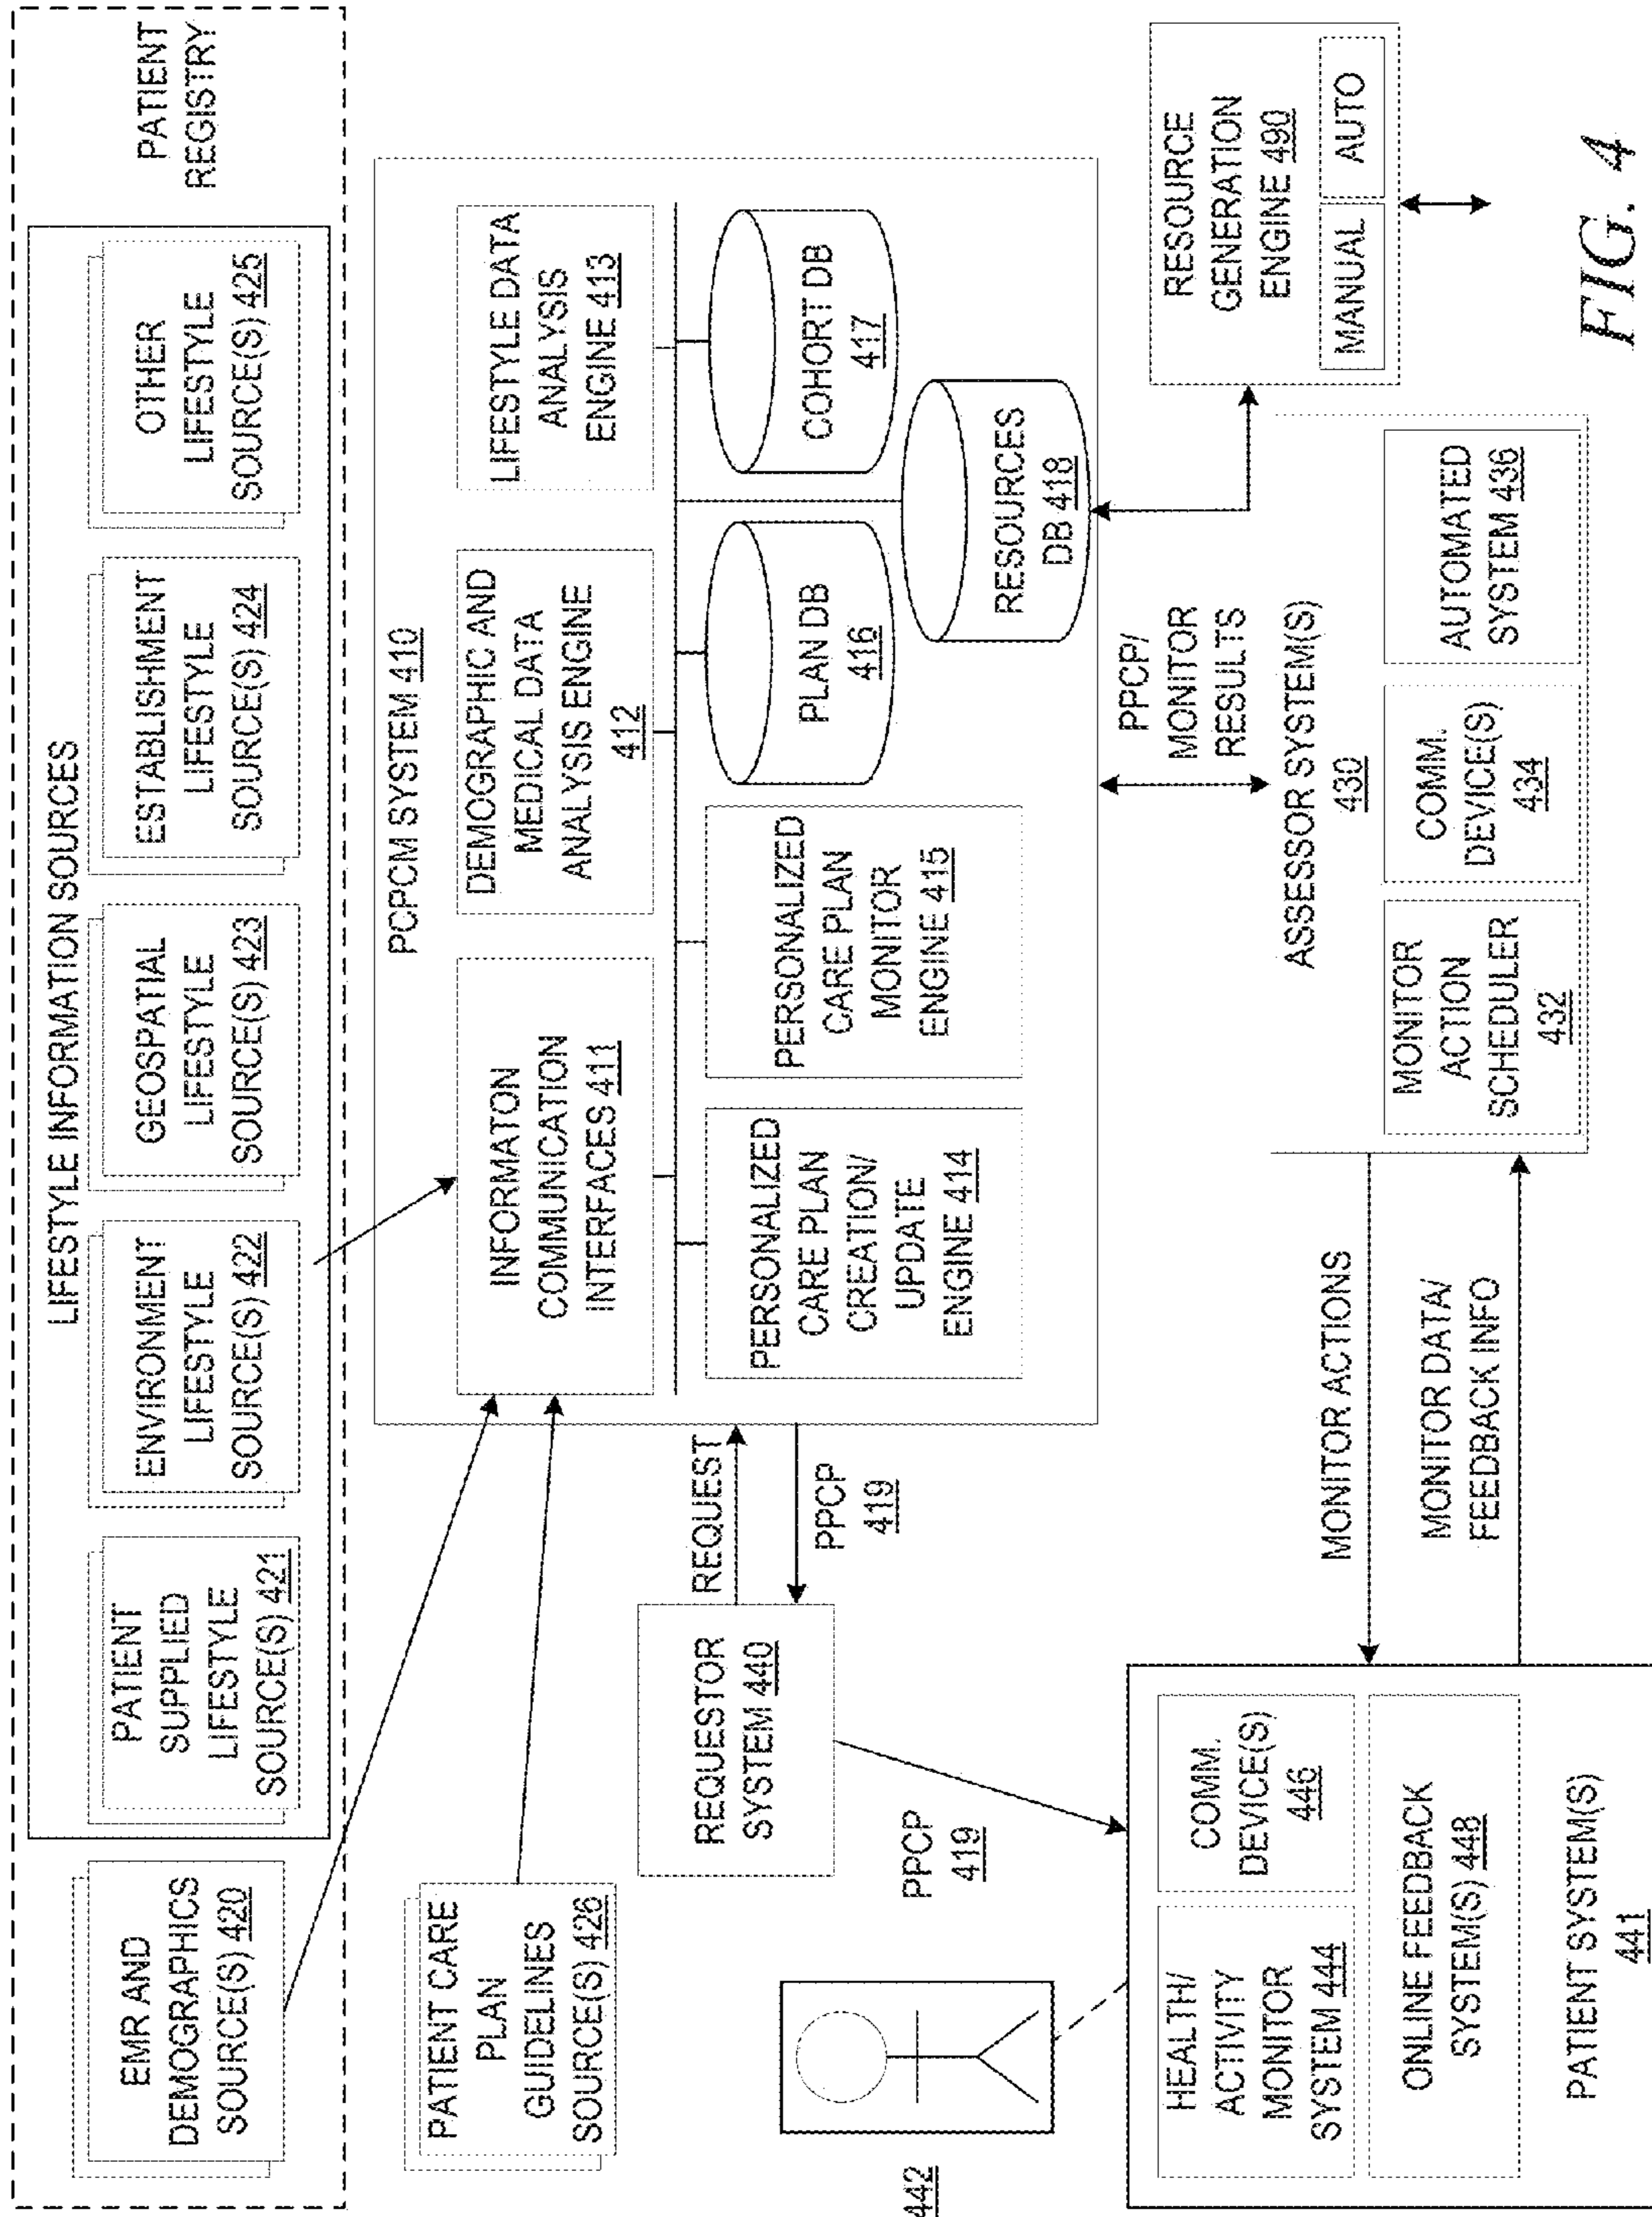 PATIENT
REGISTRY
LIFESTYLE INFORMATION SOURCES
EMR AND
DEMOGRAPHICS
SOURCE(S) 420
PATIENT
SUPPLIED
LIFESTYLE
SOURCE(S) 421
ENVIRONMENT
LIFESTYLE
SOURCE(S) 422
GEOSPATIAL
LIFESTYLE
SOURCE(S) 423
ESTABLISHMENT
LIFESTYLE
SOURCE(S) 424
OTHER
LIFESTYLE
SOURCE(S) 425
PATIENT CARE
PLAN
GUIDELINES
SOURCE(S) 426
PCPCM SYSTEM 410
INFORMATON
COMMUNICATION
INTERFACES 411
DEMOGRAPHIC AND
MEDICAL DATA
ANALYSIS ENGINE
412
LIFESTYLE DATA
ANALYSIS
ENGINE 413
PERSONALIZED
CARE PLAN
CREATION/
UPDATE
ENGINE 414
PERSONALIZED
CARE PLAN
MONITOR
ENGINE 415
PLAN DB
416
COHORT DB
417
RESOURCES
DB 418
REQUEST
PPCP
419
REQUESTOR
SYSTEM 440
PPCP
419
442
PPCP/
MONITOR
RESULTS
RESOURCE
GENERATION
ENGINE 490
MANUAL
AUTO
ASSESSOR SYSTEM(S)
430
MONITOR
ACTION
SCHEDULER
432
COMM.
DEVICE(S)
434
AUTOMATED
SYSTEM 436
MONITOR ACTIONS
MONITOR DATA/
FEEDBACK INFO
HEALTH/
ACTIVITY
MONITOR
SYSTEM 444
COMM.
DEVICE(S)
446
ONLINE FEEDBACK
SYSTEM(S) 448
PATIENT SYSTEM(S)
441
FIG. 4